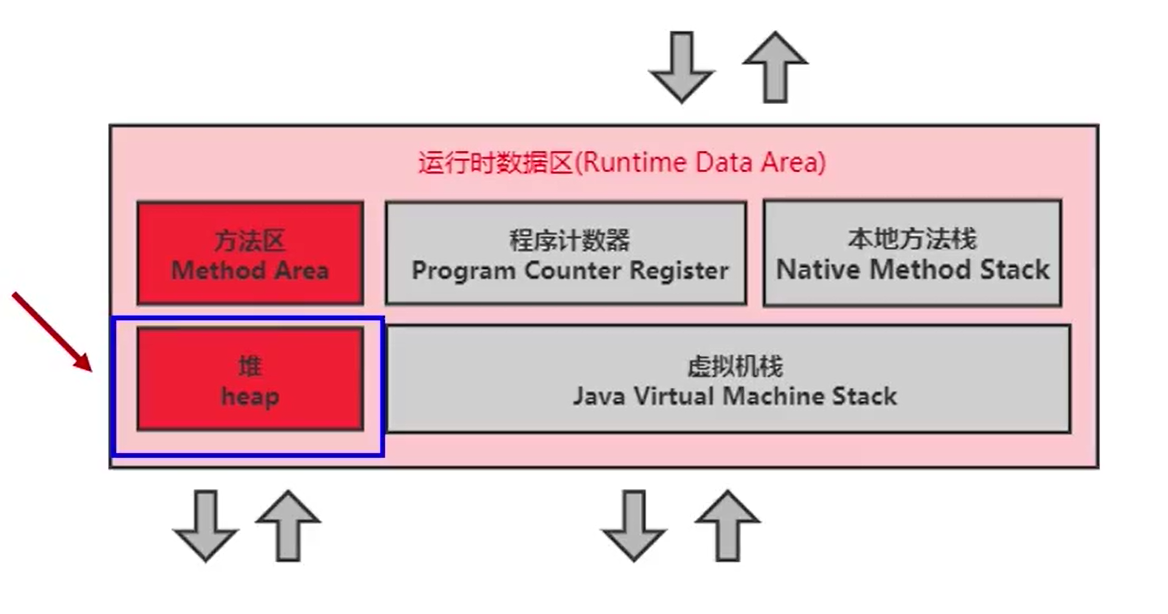 运行时数据区(Runtime Data Area)
方法区
Method Area
程序计数器
Program Counter Register
本地方法栈
Native Method Stack
堆
heap
虚拟机栈
Java Virtual Machine Stack